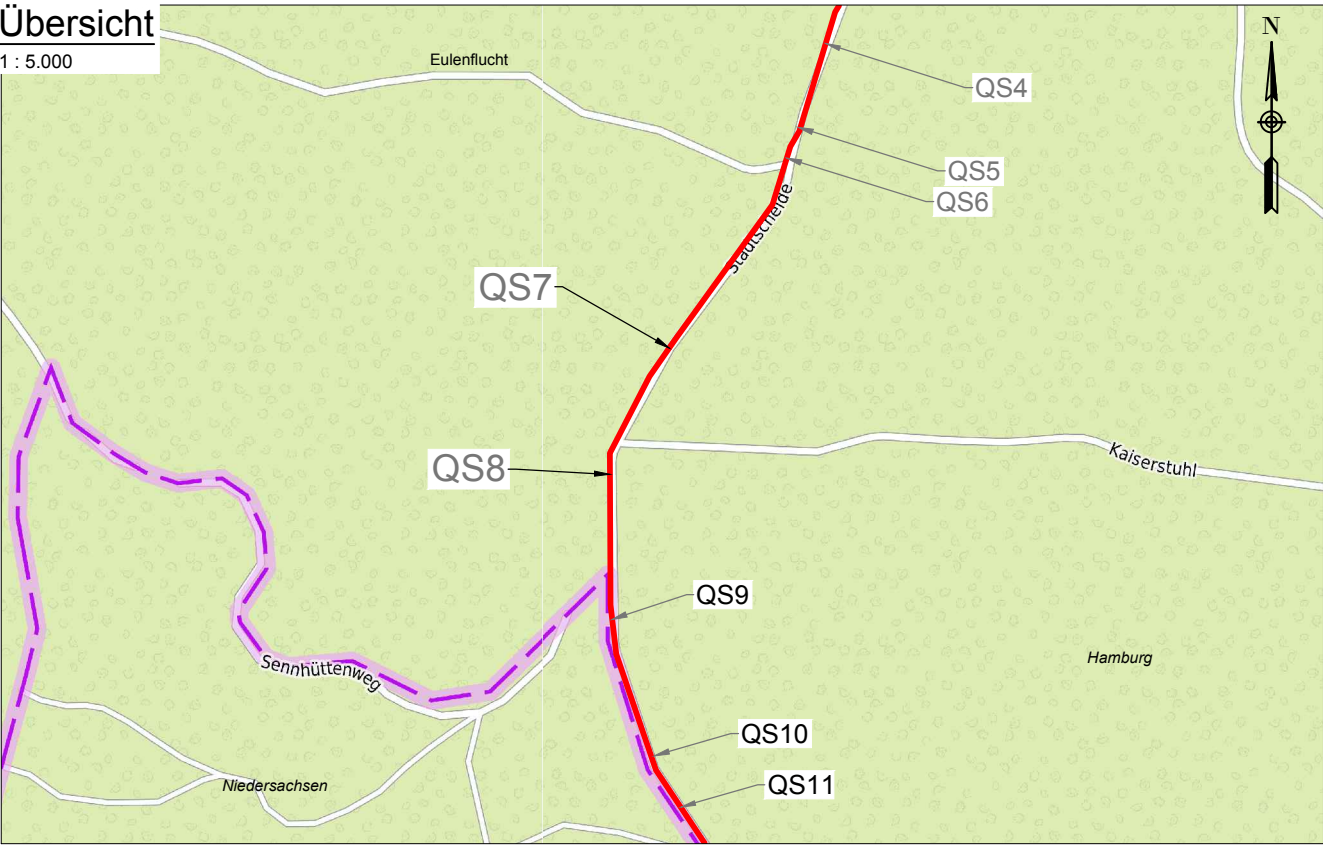 Übersicht
1 : 5.000
N
Eulenflucht
QS4
QS5
QS6
Stadtscheide
QS7
Kaiserstuhl
QS8
QS9
Hamburg
Sennhüttenweg
QS10
Niedersachsen
QS11